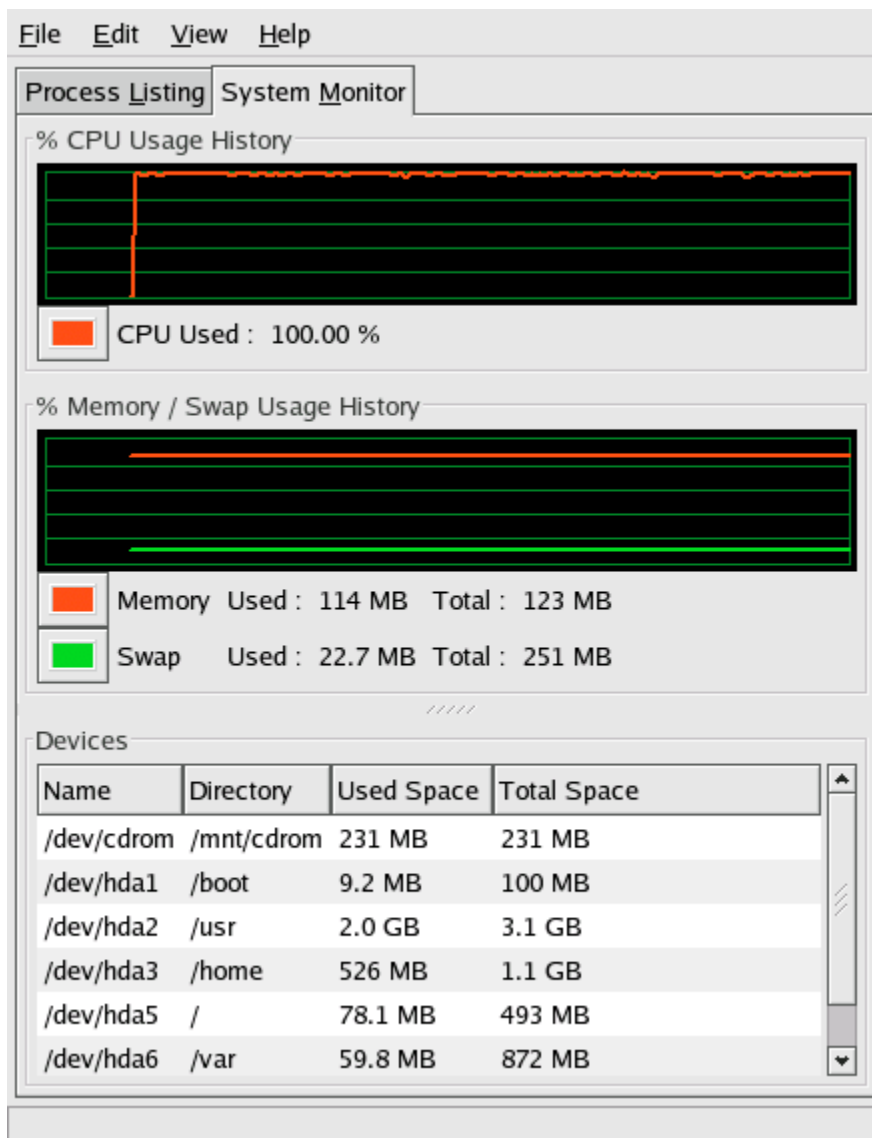 File Edit View Help
Process Listing System Monitor
% CPU Usage History
CPU Used : 100.00 %
% Memory / Swap Usage History
Memory Used : 114 MB Total : 123 MB
Swap Used : 22.7 MB Total : 251 MB
Devices
Name Directory Used Space Total Space
/dev/cdrom /mnt/cdrom 231 MB 231 MB
/dev/hda1 /boot 9.2 MB 100 MB
/dev/hda2 /usr 2.0 GB 3.1 GB
/dev/hda3 /home 526 MB 1.1 GB
/dev/hda5 / 78.1 MB 493 MB
/dev/hda6 /var 59.8 MB 872 MB